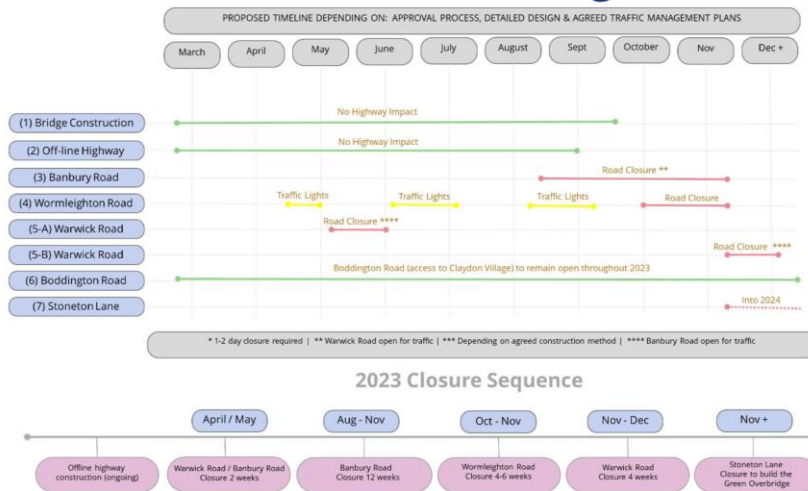 PROPOSED TIMELINE DEPENDING ON: APPROVAL PROCESS, DETAILED DESIGN & AGREED TRAFFIC MANAGEMENT PLANS
March April May June July August Sept October Nov Dec +
(1) Bridge Construction No Highway Impact
(2) Off-line Highway No Highway Impact
(3) Banbury Road Road Closure **
(4) Wormleighton Road Traffic Lights Traffic Lights Traffic Lights Road Closure
(5-A) Warwick Road Road Closure ****
(5-B) Warwick Road Road Closure ****
(6) Boddington Road Boddington Road (access to Claydon Village) to remain open throughout 2023
(7) Stoneton Lane Into 2024
* 1-2 day closure required | ** Warwick Road open for traffic | *** Depending on agreed construction method | **** Banbury Road open for traffic
2023 Closure Sequence
April / May Aug - Nov Oct - Nov Nov - Dec Nov +
Offline highway
construction (ongoing)
Warwick Road / Banbury Road
Closure 2 weeks
Banbury Road
Closure 12 weeks
Wormleighton Road
Closure 4-6 weeks
Warwick Road
Closure 4 weeks
Stoneton Lane
Closure to build the
Green Overbridge